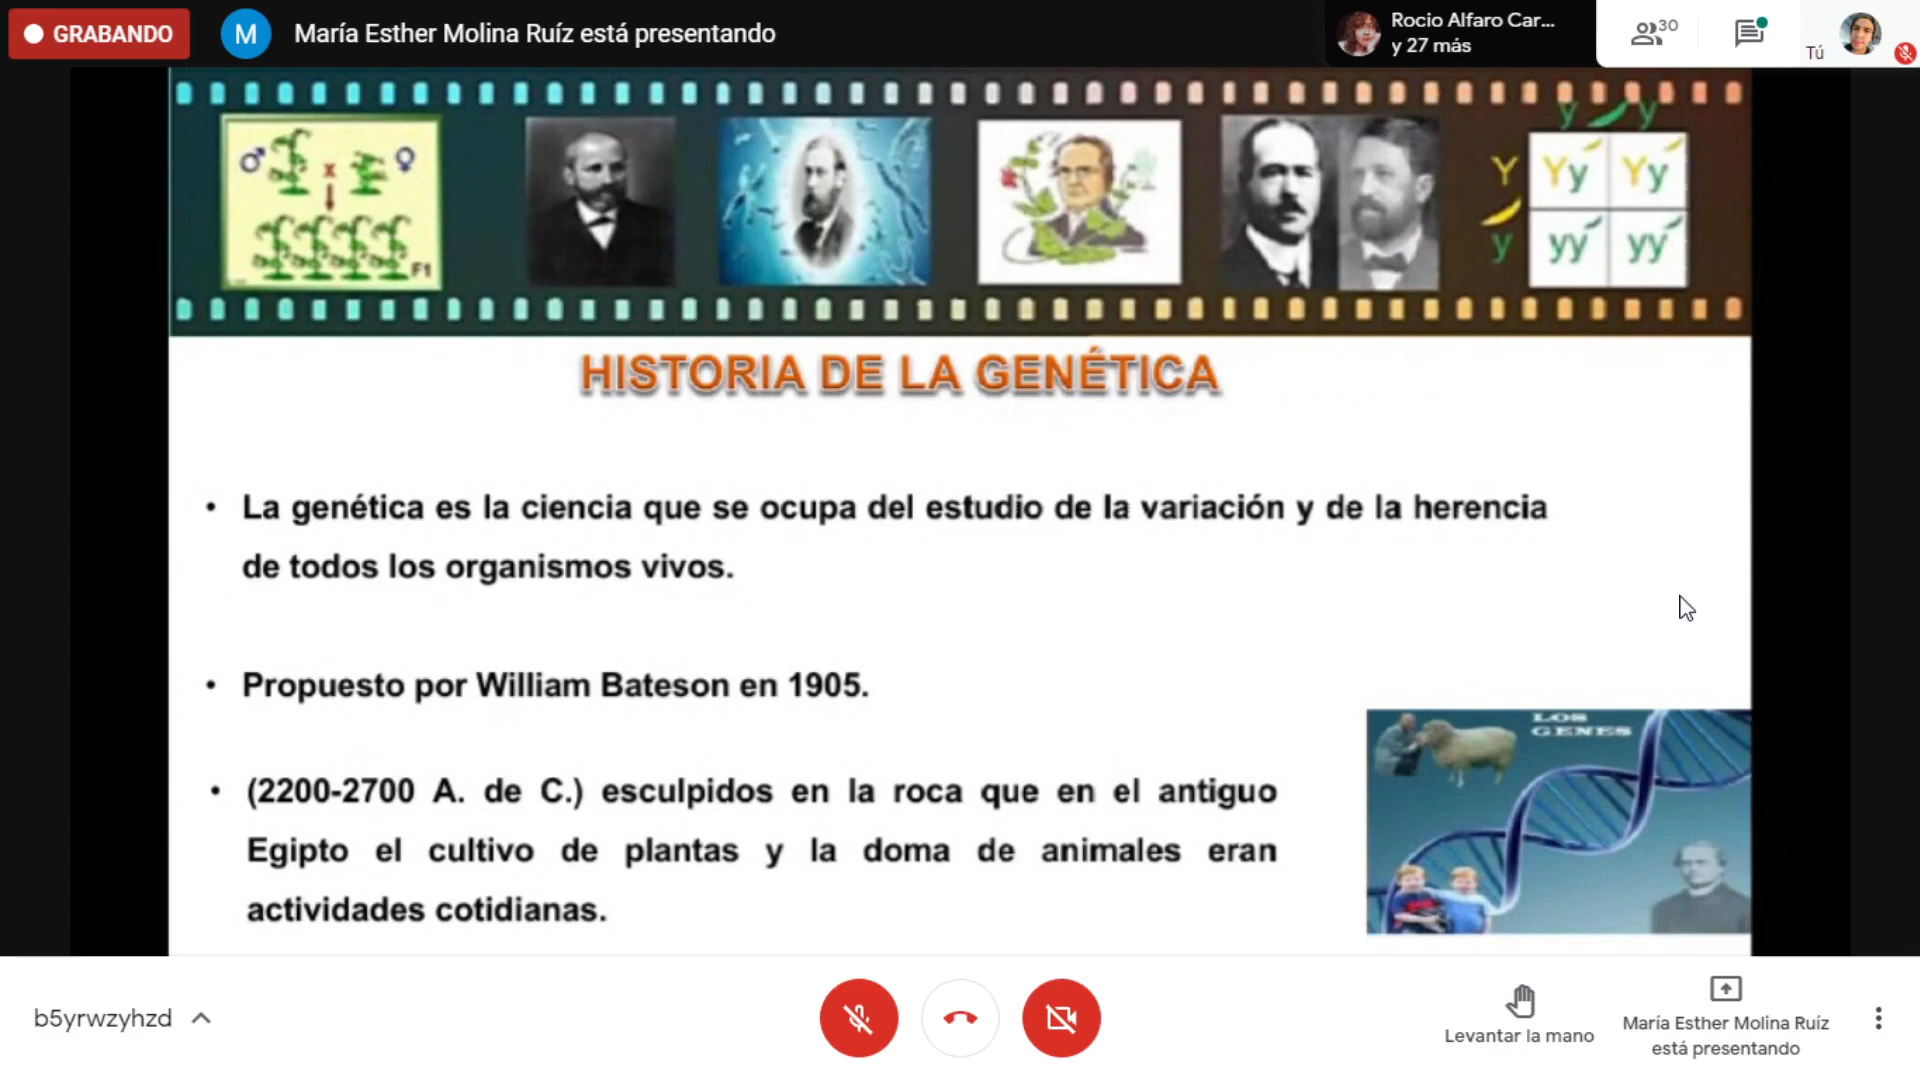 GRABANDO
M
María Esther Molina Ruíz está presentando
Rocio Alfaro Car...
y 27 más
30
Tú
♂ x ♀
F1
y y
Y Yy Yy
y yy yy
HISTORIA DE LA GENÉTICA
• La genética es la ciencia que se ocupa del estudio de la variación y de la herencia
de todos los organismos vivos.
• Propuesto por William Bateson en 1905.
• (2200-2700 A. de C.) esculpidos en la roca que en el antiguo
Egipto el cultivo de plantas y la doma de animales eran
actividades cotidianas.
LOS
GENES
b5yrwzyhzd
Levantar la mano
María Esther Molina Ruíz
está presentando